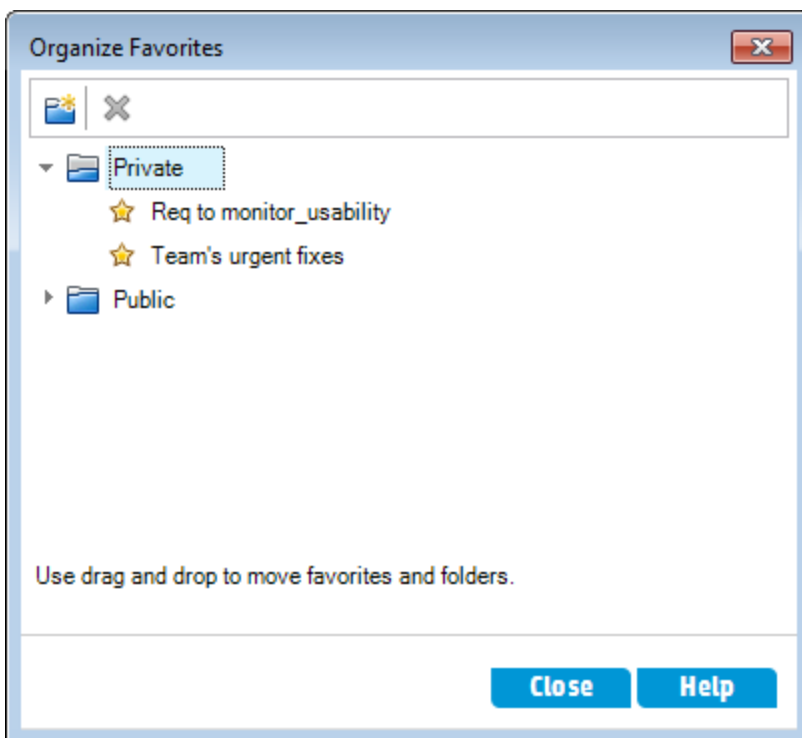 Organize Favorites
Private
Req to monitor_usability
Team's urgent fixes
Public
Use drag and drop to move favorites and folders.
Close
Help